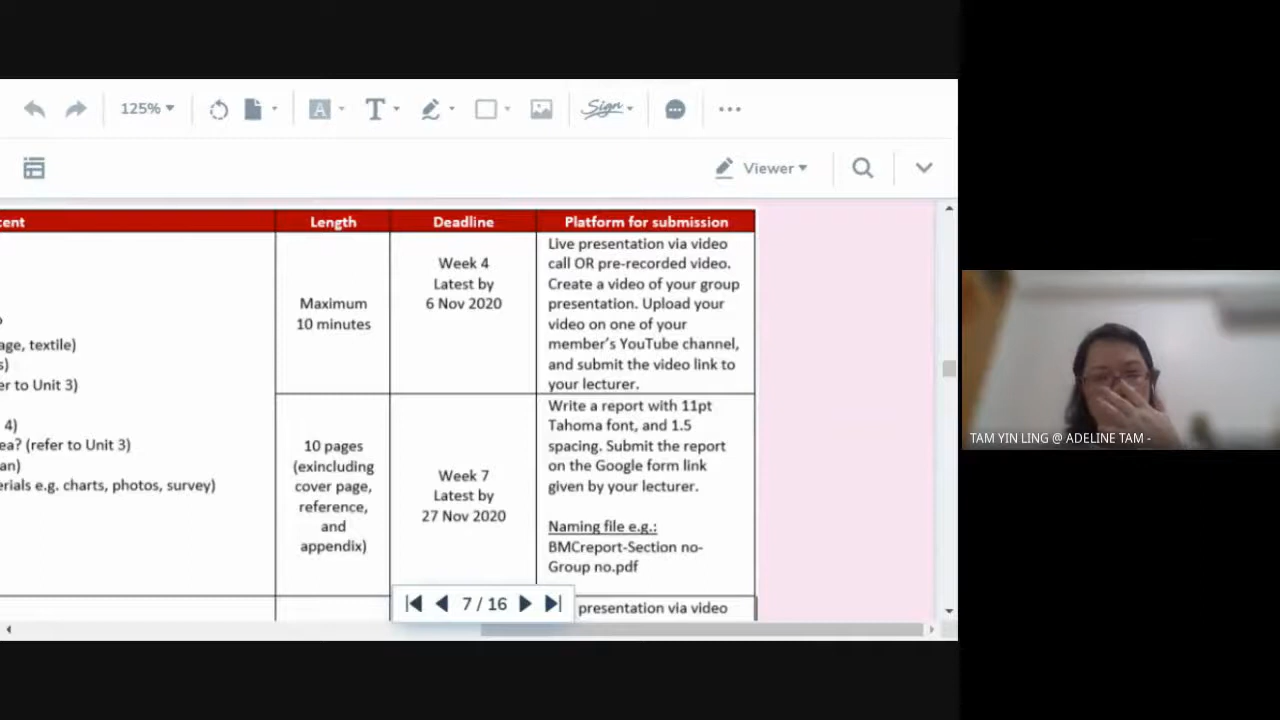 125%
A
T
Sign
Viewer
Length
Deadline
Platform for submission
age, textile)
er to Unit 3)
4)
ea? (refer to Unit 3)
an)
erials e.g. charts, photos, survey)
Maximum
10 minutes
Week 4
Latest by
6 Nov 2020
Live presentation via video
call OR pre-recorded video.
Create a video of your group
presentation. Upload your
video on one of your
member's YouTube channel,
and submit the video link to
your lecturer.
10 pages
(exincluding
cover page,
reference,
and
appendix)
Week 7
Latest by
27 Nov 2020
Write a report with 11pt
Tahoma font, and 1.5
spacing. Submit the report
on the Google form link
given by your lecturer.
Naming file e.g.:
BMCreport-Section no-
Group no.pdf
presentation via video
7 / 16
TAM YIN LING @ ADELINE TAM -